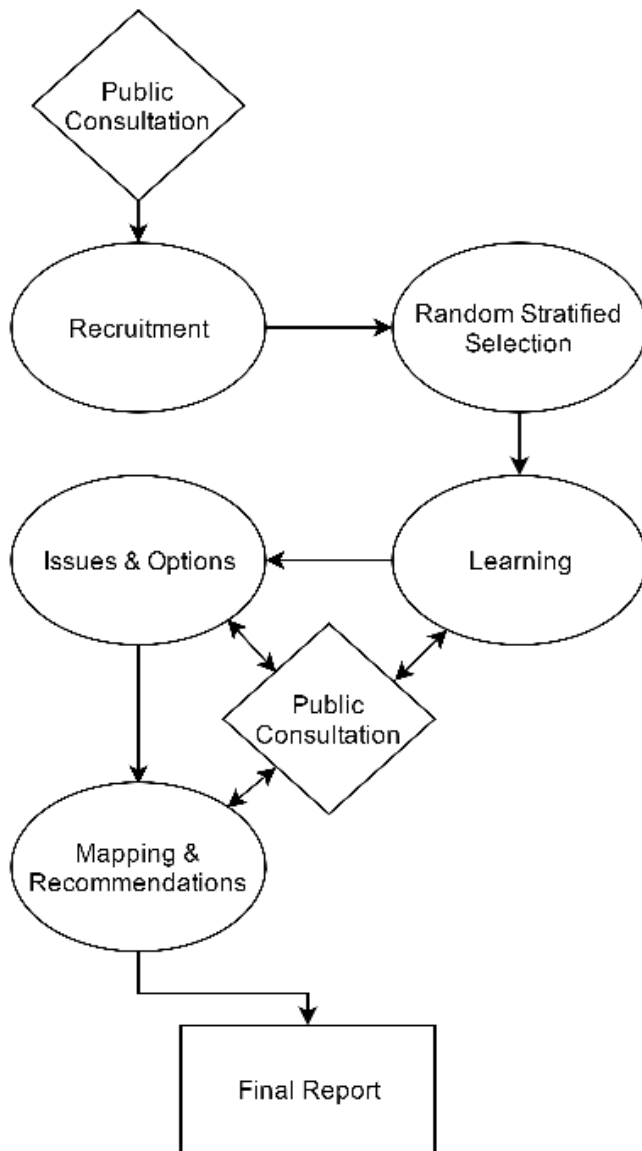 Public
Consultation
Recruitment
Random Stratified
Selection
Issues & Options
Learning
Public
Consultation
Mapping &
Recommendations
Final Report